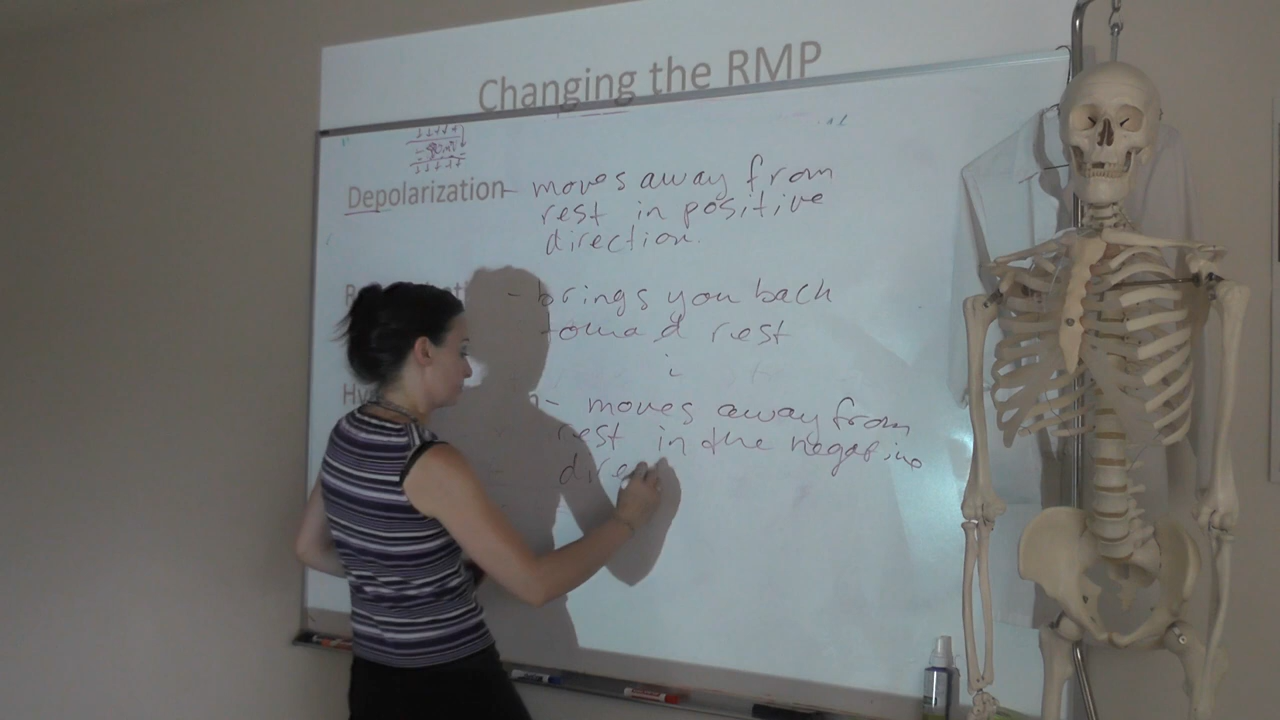 Changing the RMP
Depolarization - moves away from
rest in positive
direction.
- brings you back
toward rest
- moves away from
rest in the negative
dire